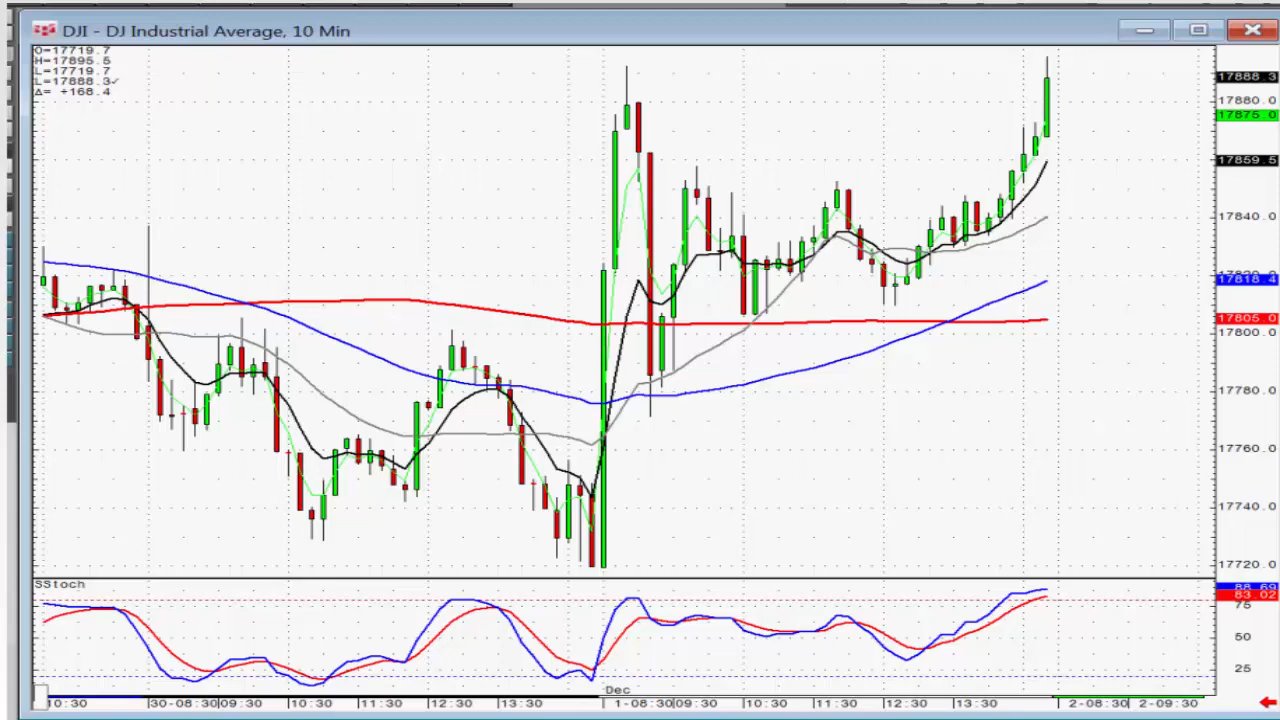 DJI - DJ Industrial Average, 10 Min
O=17719.7
H=17895.5
L=17719.7
L=17888.3✓
Δ= +168.4
17888.3
17880.0
17875.0
17859.5
17840.0
17818.4
17805.0
17800.0
17780.0
17760.0
17740.0
17720.0
SStoch
88.69
83.02
75
50
25
Dec
10:30 30-08:30 09:30 10:30 11:30 12:30 13:30 1-08:30 09:30 10:30 11:30 12:30 13:30 2-08:30 2-09:30